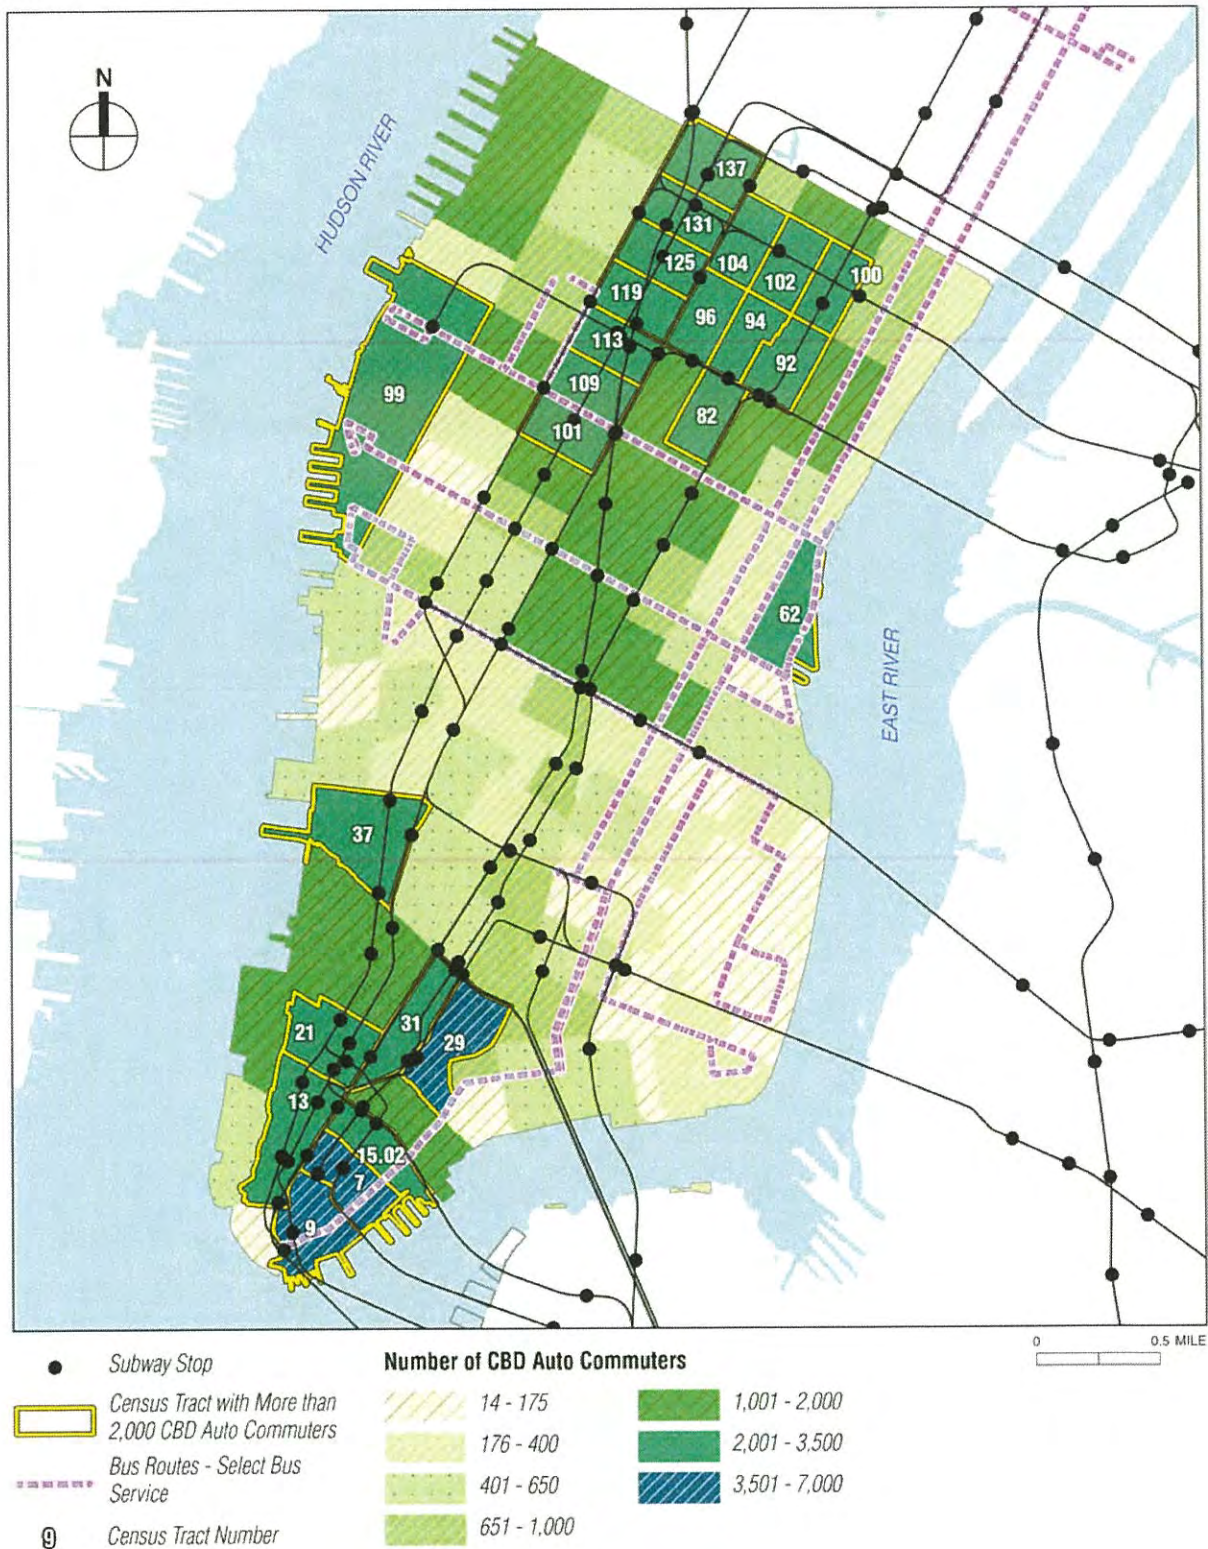 N
HUDSON RIVER
137
131
125
104
102
100
119
96
94
113
92
99
109
82
101
62
EAST RIVER
37
31
21
29
13
15.02
7
9
0 0.5 MILE
Subway Stop
Census Tract with More than
2,000 CBD Auto Commuters
Bus Routes - Select Bus
Service
9 Census Tract Number
Number of CBD Auto Commuters
14 - 175
176 - 400
401 - 650
651 - 1,000
1,001 - 2,000
2,001 - 3,500
3,501 - 7,000